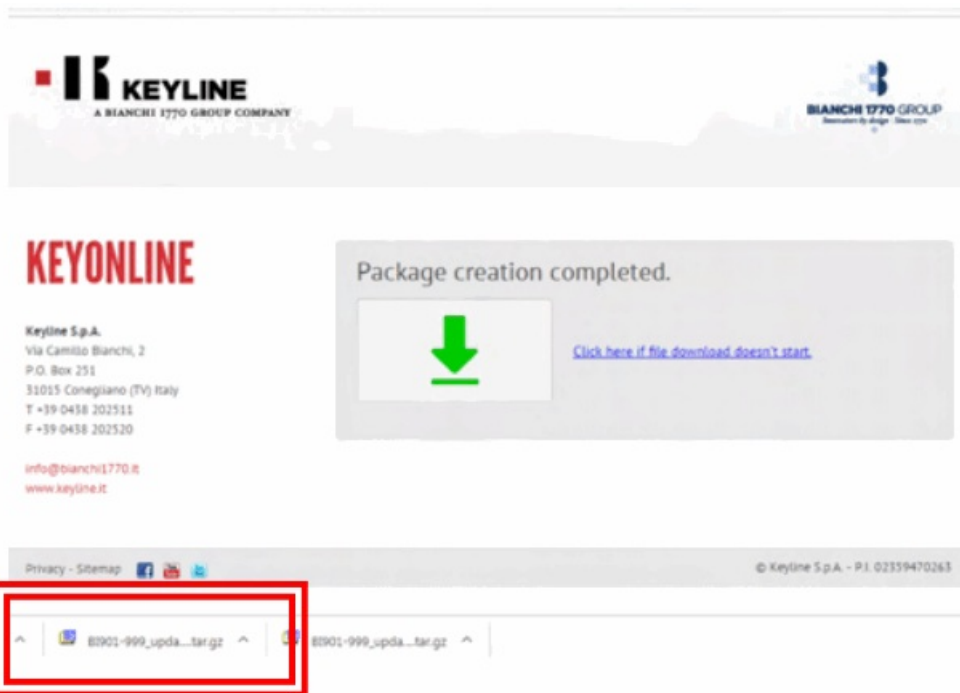 KEYLINE
A BIANCHI 1770 GROUP COMPANY
BIANCHI 1770 GROUP
KEYONLINE
Package creation completed.
Click here if file download doesn't start.
Keyline S.p.A.
Via Camillo Bianchi, 2
P.O. Box 251
31015 Conegliano (TV) Italy
T +39 0438 202511
F +39 0438 202520
info@bianchi1770.it
www.keyline.it
Privacy - Sitemap
© Keyline S.p.A. - P.I. 02359470263
BI901-999_upda....tar.gz
BI901-999_upda....tar.gz